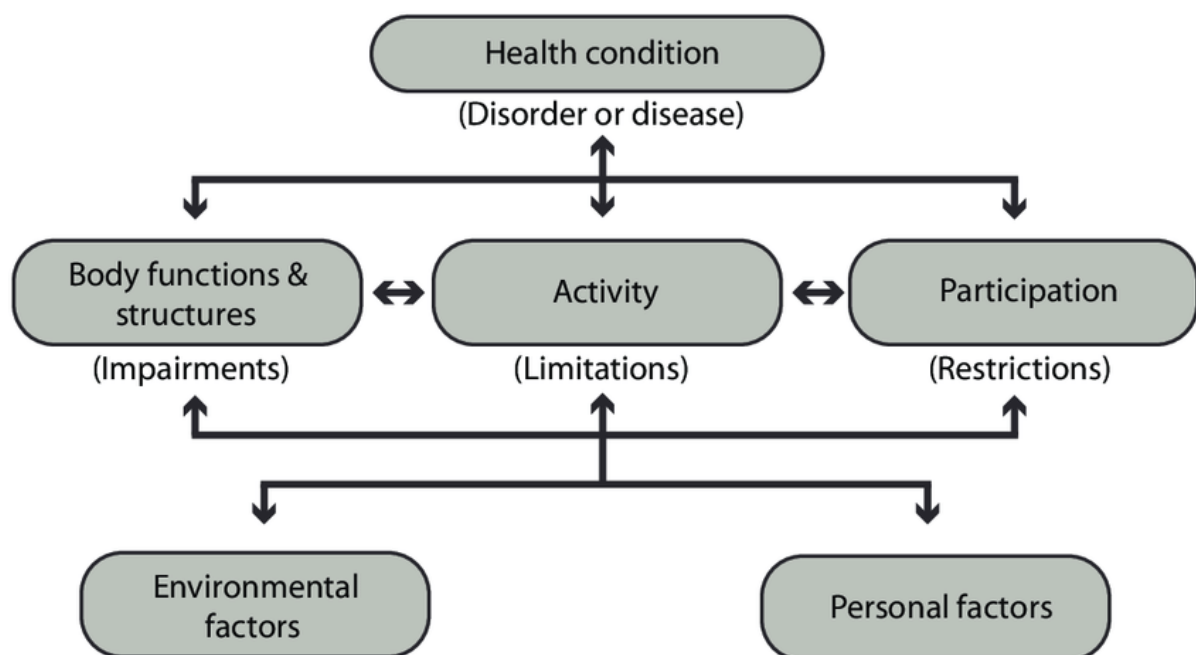 Health condition
(Disorder or disease)
Body functions &
structures
(Impairments)
Activity
(Limitations)
Participation
(Restrictions)
Environmental
factors
Personal factors